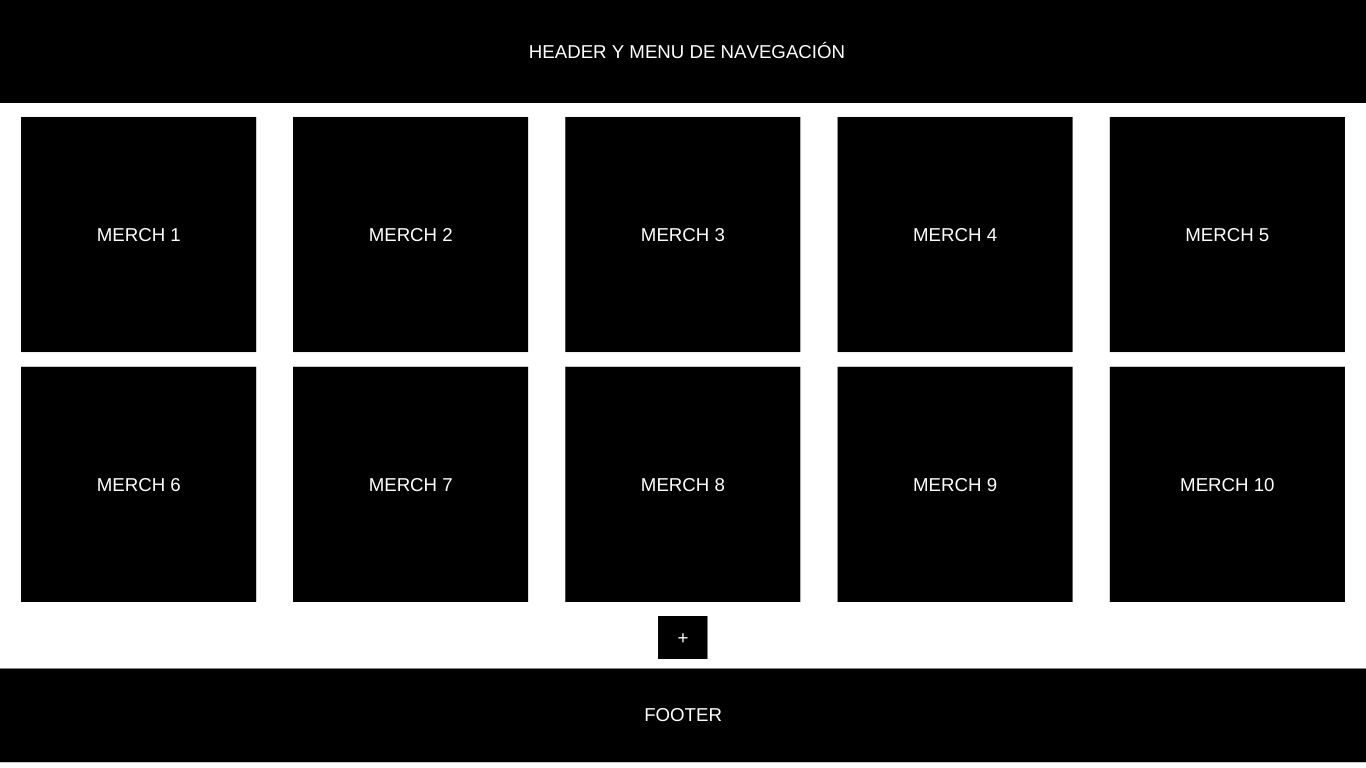 HEADER Y MENU DE NAVEGACIÓN
MERCH 1
MERCH 2
MERCH 3
MERCH 4
MERCH 5
MERCH 6
MERCH 7
MERCH 8
MERCH 9
MERCH 10
+
FOOTER